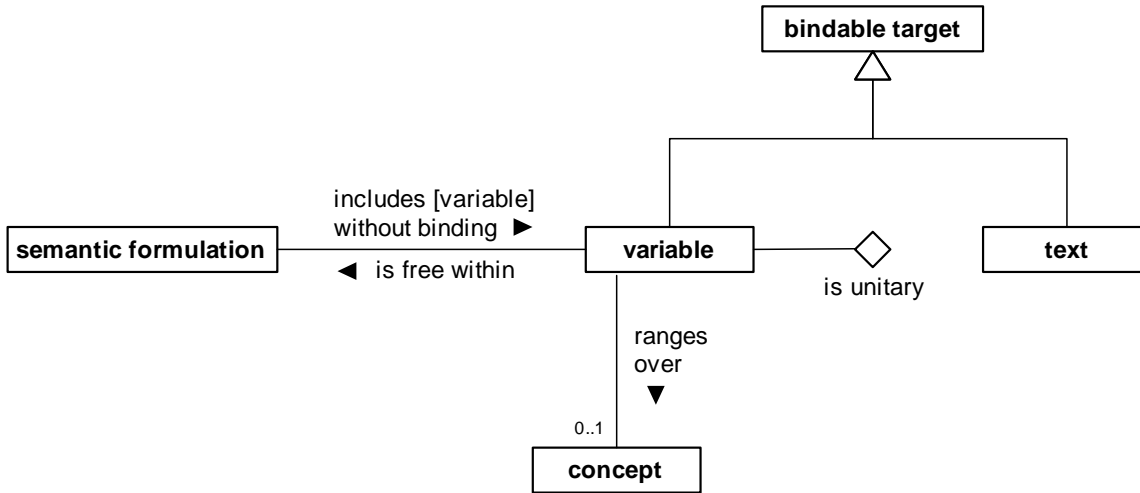 bindable target
includes [variable]
without binding ►
semantic formulation
variable
text
◄ is free within
is unitary
ranges
over
▼
0..1
concept